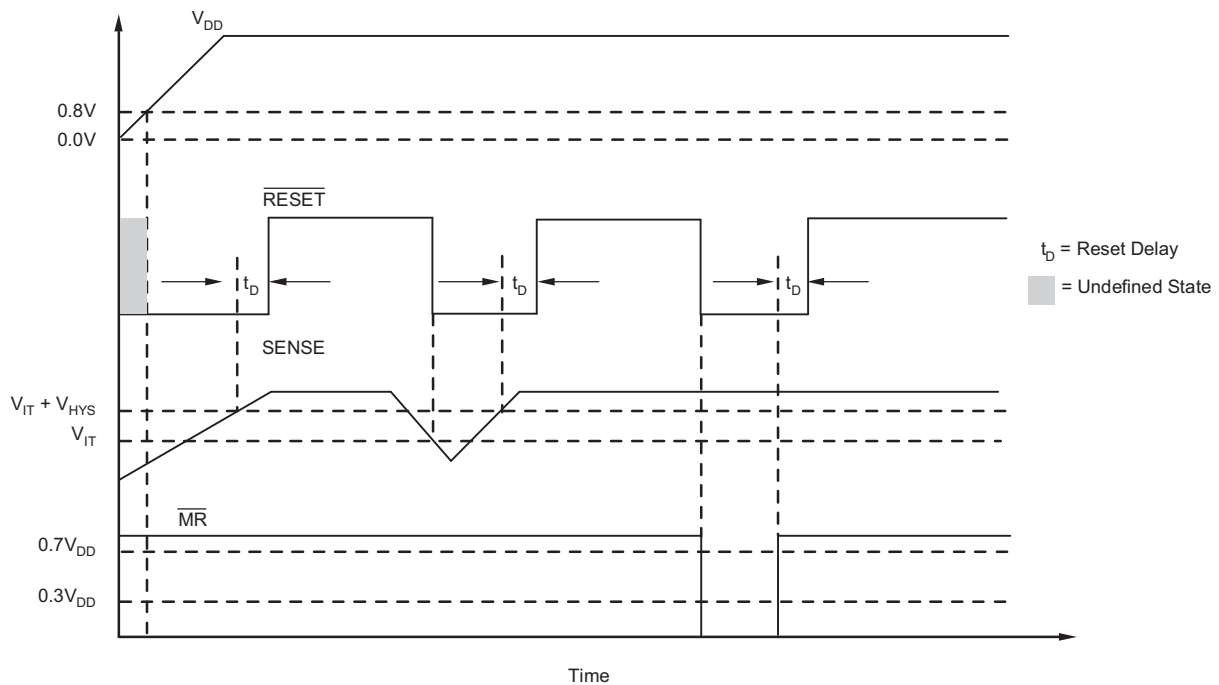 V_DD
0.8V
0.0V
RESET
t_D
t_D
t_D
t_D = Reset Delay
= Undefined State
SENSE
V_IT + V_HYS
V_IT
MR
0.7V_DD
0.3V_DD
Time